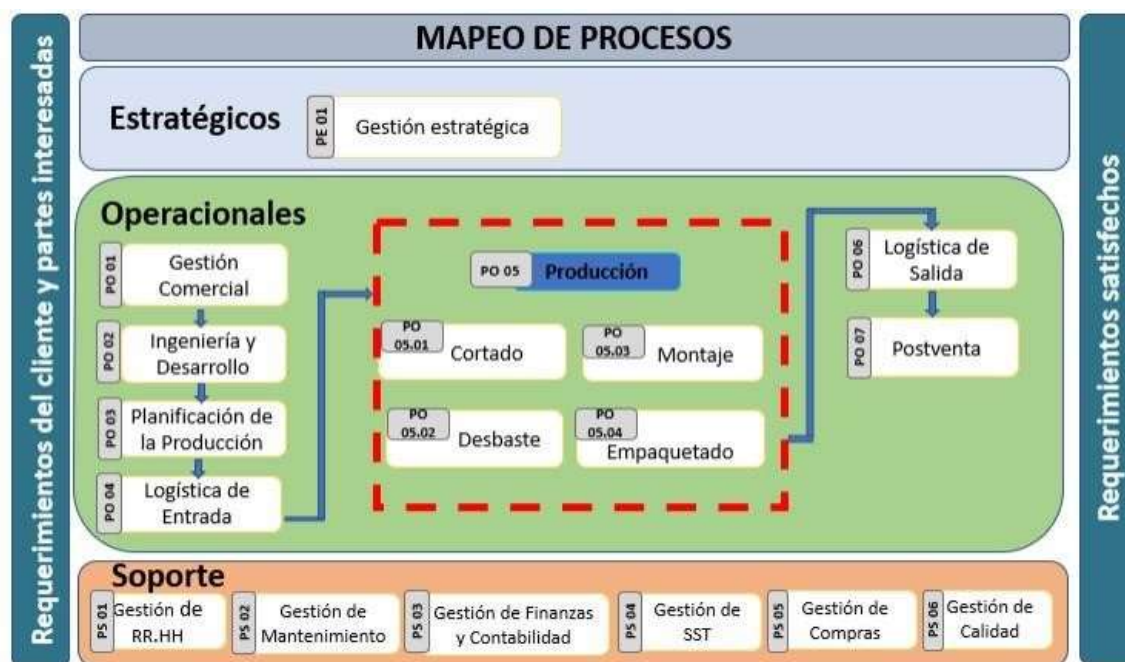 Requerimientos del cliente y partes interesadas
MAPEO DE PROCESOS
Estratégicos
PE 01
Gestión estratégica
Operacionales
PO 01
Gestión
Comercial
PO 02
Ingeniería y
Desarrollo
PO 03
Planificación de
la Producción
PO 04
Logística de
Entrada
PO 05
Producción
PO
05.01
Cortado
PO
05.03
Montaje
PO
05.02
Desbaste
PO
05.04
Empaquetado
PO 06
Logística de
Salida
PO 07
Postventa
Soporte
PS 01
Gestión de
RR.HH
PS 02
Gestión de
Mantenimiento
PS 03
Gestión de Finanzas
y Contabilidad
PS 04
Gestión de
SST
PS 05
Gestión de
Compras
PS 06
Gestión de
Calidad
Requerimientos satisfechos